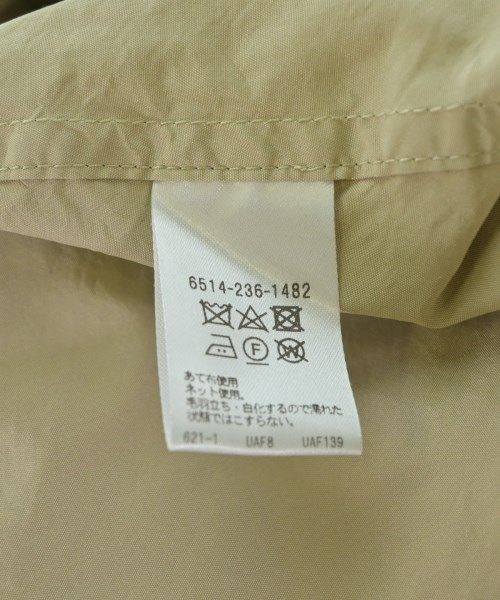 6514-236-1482
F W
あて布使用
ネット使用。
毛羽立ち・白化するので濡れた
状態ではこすらない。
621-1 UAF8 UAF139